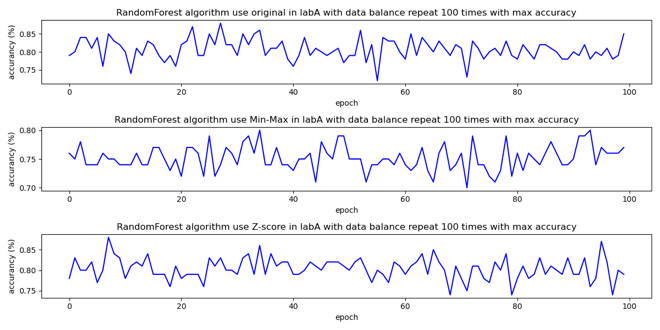 RandomForest algorithm use original in labA with data balance repeat 100 times with max accuracy
accurancy (%)
0.85
0.80
0.75
0 20 40 60 80 100
epoch
RandomForest algorithm use Min-Max in labA with data balance repeat 100 times with max accuracy
accurancy (%)
0.80
0.75
0.70
0 20 40 60 80 100
epoch
RandomForest algorithm use Z-score in labA with data balance repeat 100 times with max accuracy
accurancy (%)
0.85
0.80
0.75
0 20 40 60 80 100
epoch